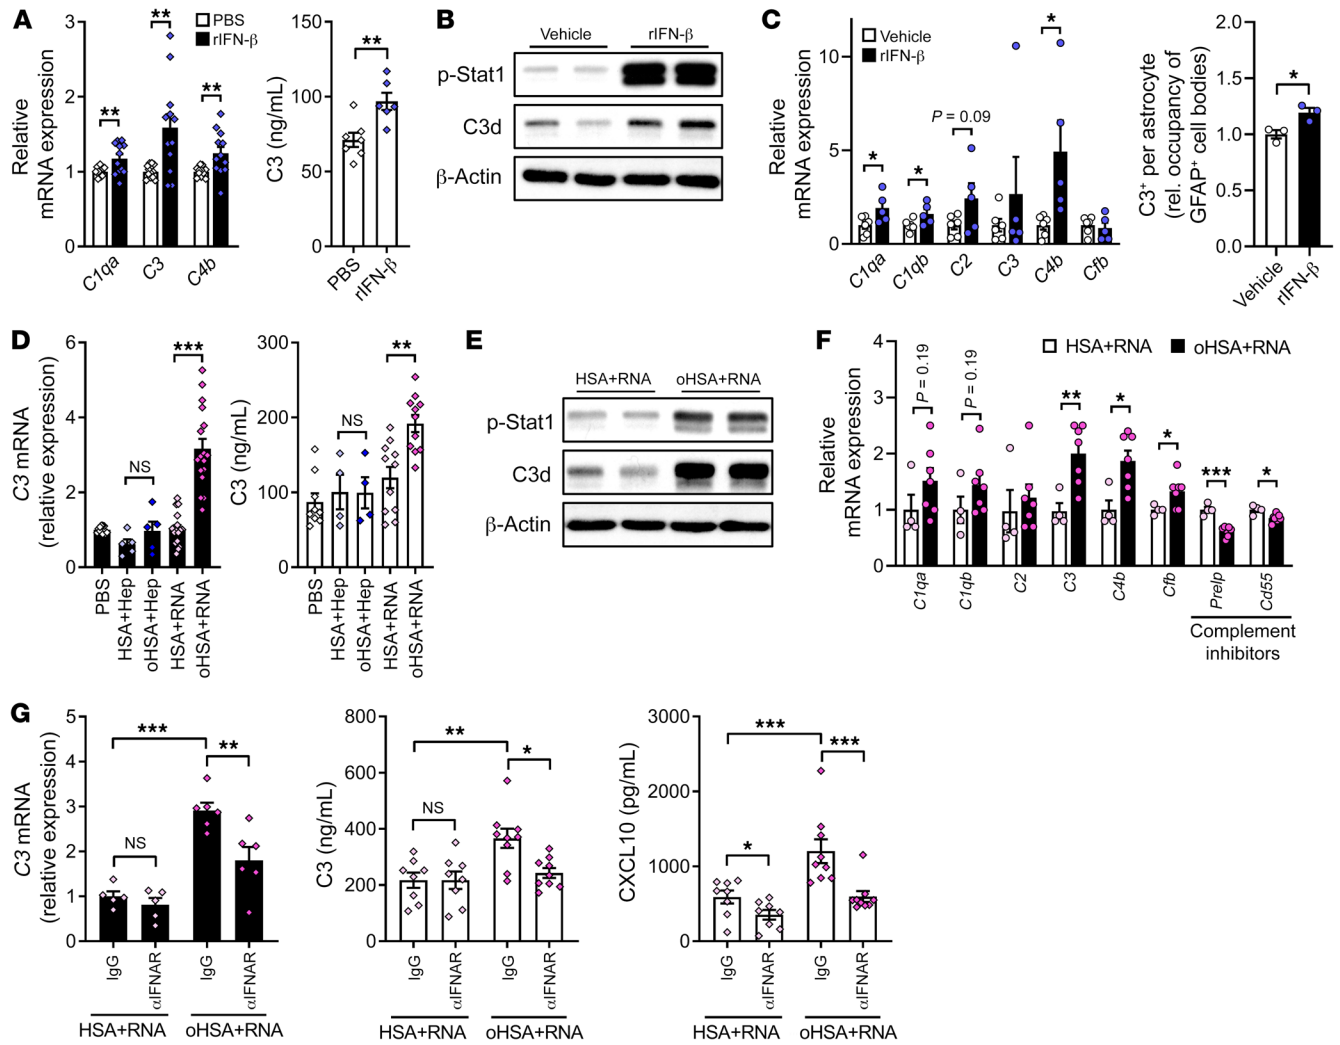 A
Relative
mRNA expression
3
2
1
0
**
**
**
PBS
rIFN-β
C1qa
C3
C4b
C3 (ng/mL)
150
100
50
0
**
PBS
rIFN-β
B
Vehicle
rIFN-β
p-Stat1
C3d
β-Actin
C
Relative
mRNA expression
10
5
0
Vehicle
rIFN-β
*
*
P = 0.09
*
C1qa
C1qb
C2
C3
C4b
Cfb
C3⁺ per astrocyte
(rel. occupancy of
GFAP⁺ cell bodies)
2.0
1.5
1.0
0.5
0.0
*
Vehicle
rIFN-β
D
C3 mRNA
(relative expression)
6
4
2
0
NS
***
PBS
HSA+Hep
oHSA+Hep
HSA+RNA
oHSA+RNA
C3 (ng/mL)
300
200
100
0
NS
**
PBS
HSA+Hep
oHSA+Hep
HSA+RNA
oHSA+RNA
E
HSA+RNA
oHSA+RNA
p-Stat1
C3d
β-Actin
F
Relative
mRNA expression
4
3
2
1
0
HSA+RNA
oHSA+RNA
P = 0.19
P = 0.19
**
*
*
***
*
C1qa
C1qb
C2
C3
C4b
Cfb
Prelp
Cd55
Complement
inhibitors
G
C3 mRNA
(relative expression)
5
4
3
2
1
0
***
**
NS
IgG
αIFNAR
IgG
αIFNAR
HSA+RNA
oHSA+RNA
C3 (ng/mL)
800
600
400
200
0
**
*
NS
IgG
αIFNAR
IgG
αIFNAR
HSA+RNA
oHSA+RNA
CXCL10 (pg/mL)
3000
2000
1000
0
***
***
*
IgG
αIFNAR
IgG
αIFNAR
HSA+RNA
oHSA+RNA